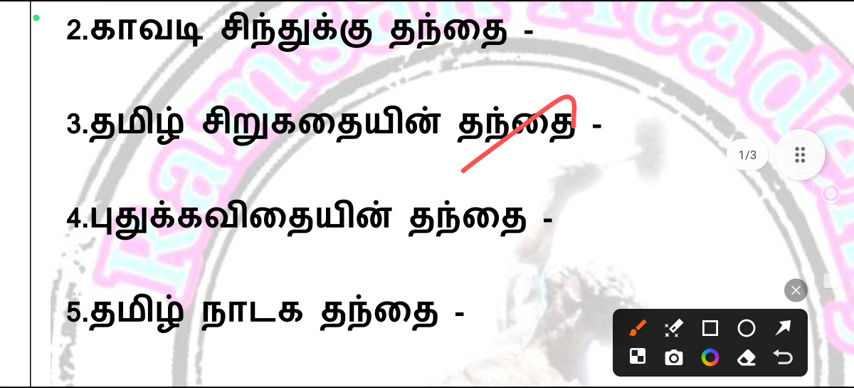 2.காவடி சிந்துக்கு தந்தை -
3.தமிழ் சிறுகதையின் தந்தை -
1/3
4.புதுக்கவிதையின் தந்தை -
5.தமிழ் நாடக தந்தை -